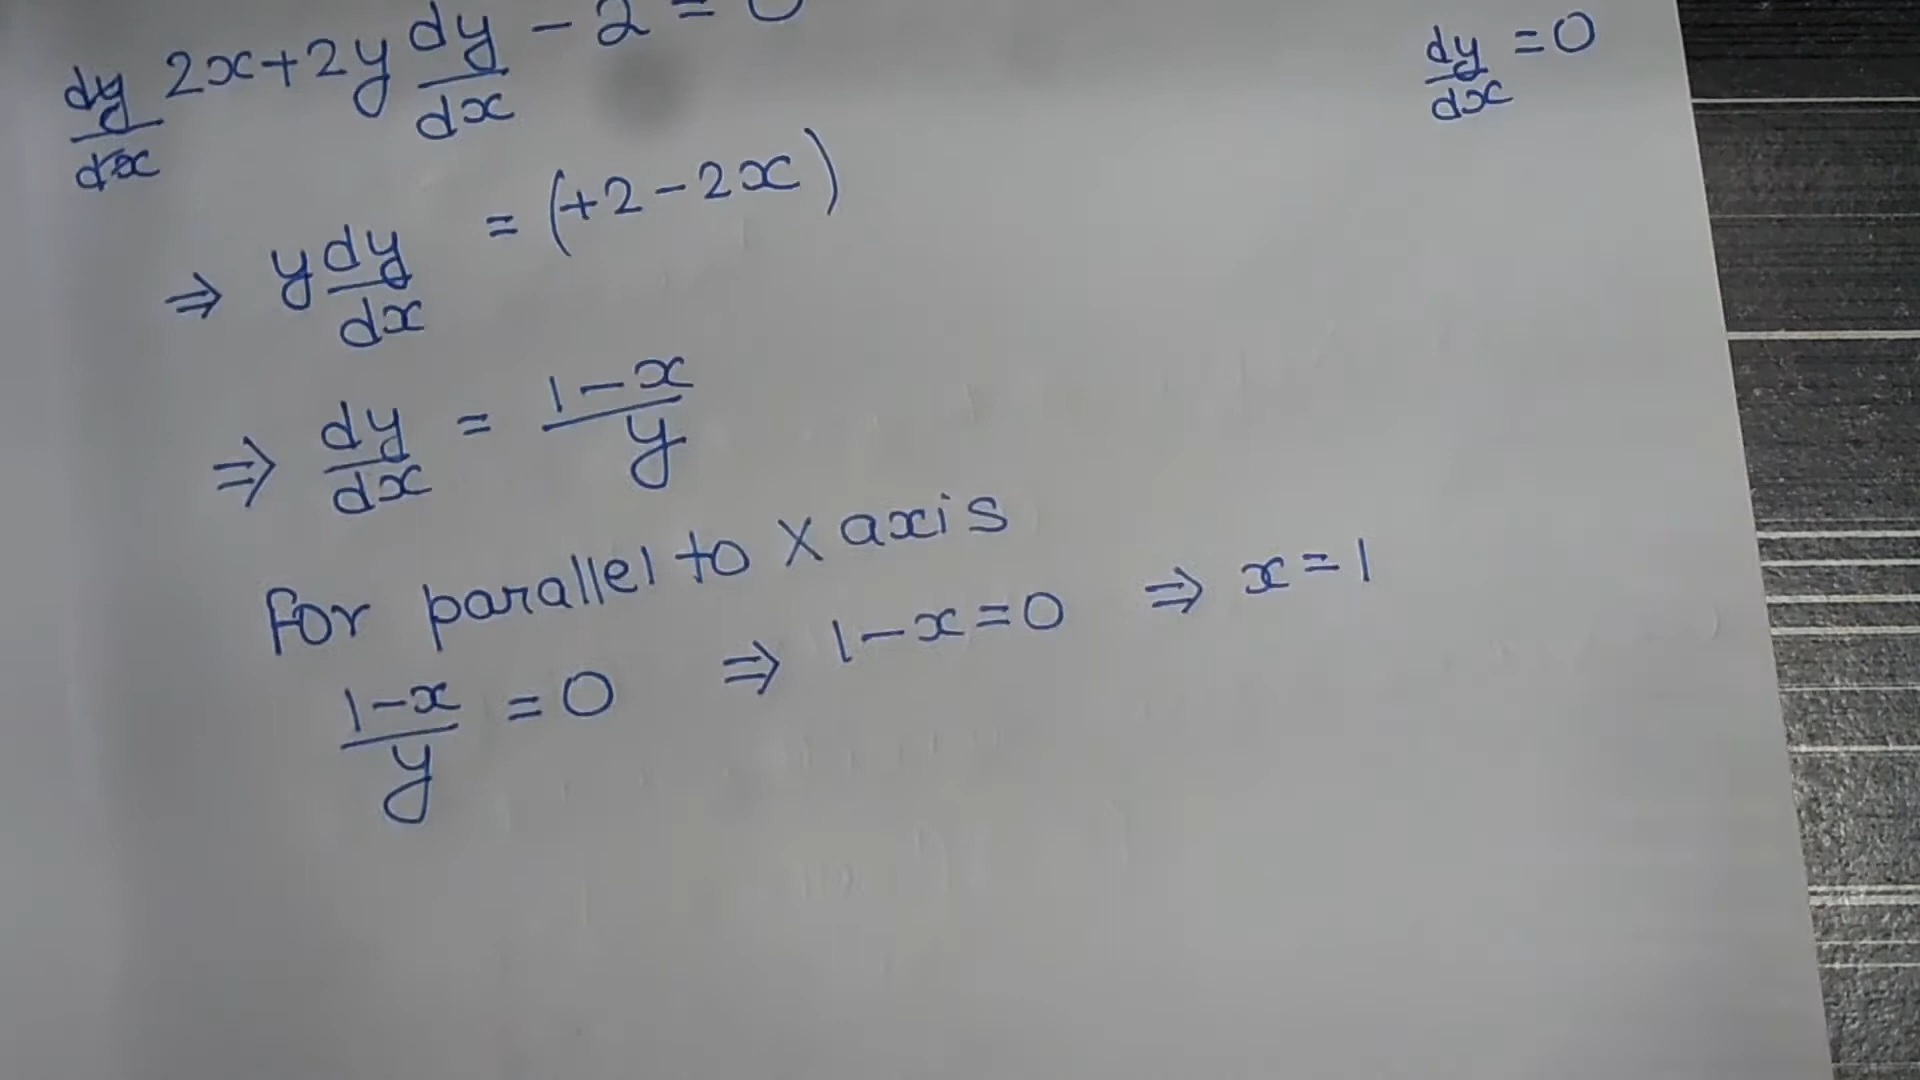 dy/dx 2x+2y dy/dx - 2 = 0
dy/dx = 0
⇒ y dy/dx = (+2-2x)
⇒ dy/dx = 1-x/y
For parallel to X axis
1-x/y = 0 ⇒ 1-x=0 ⇒ x=1